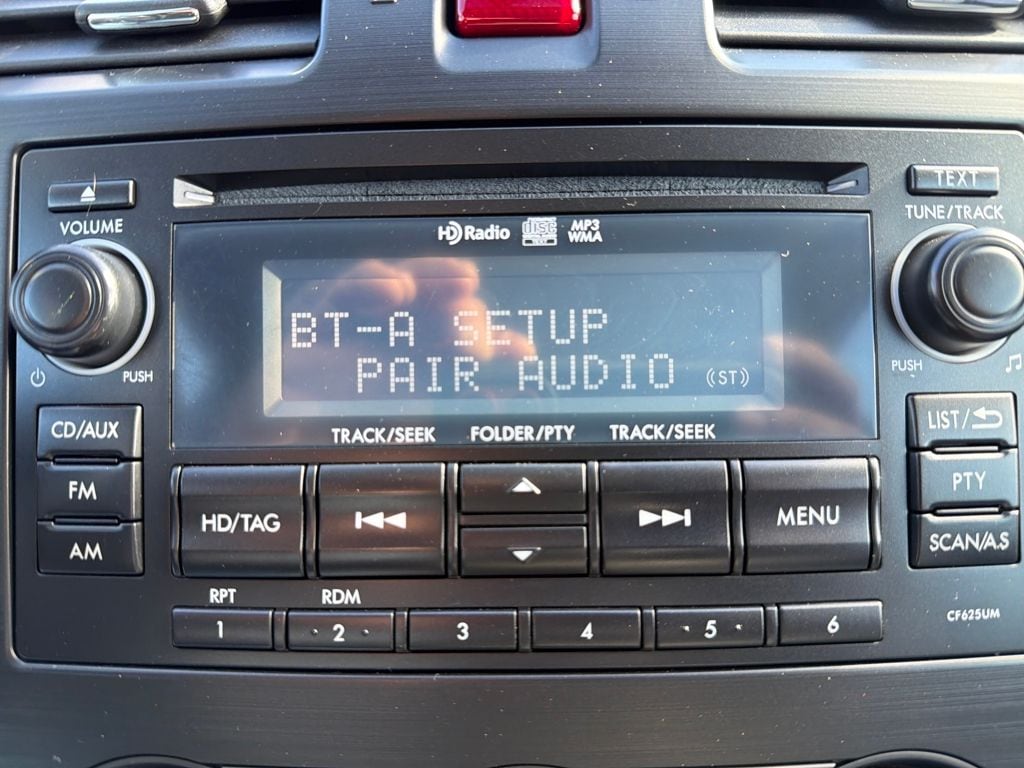 TEXT
VOLUME
TUNE/TRACK
HD Radio
disc
TEXT
MP3
WMA
BT-A SETUP
PAIR AUDIO
(ST)
PUSH
PUSH
CD/AUX
FM
AM
TRACK/SEEK
FOLDER/PTY
TRACK/SEEK
LIST/
PTY
SCAN/A.S
HD/TAG
MENU
RPT
RDM
1
2
3
4
5
6
CF625UM